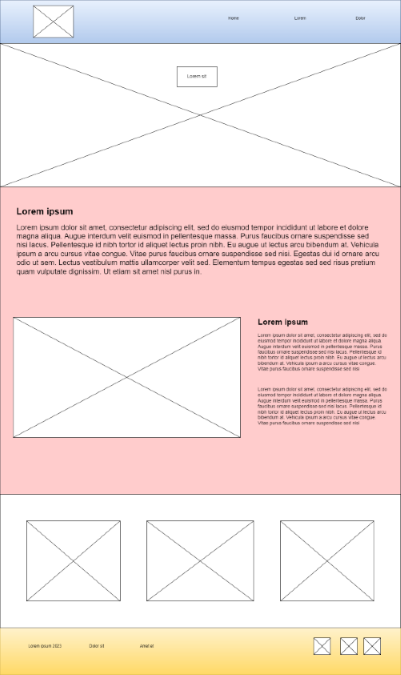 Home Lorem Dolor
Lorem sit
Lorem ipsum
Lorem ipsum dolor sit amet, consectetur adipiscing elit, sed do eiusmod tempor incididunt ut labore et dolore
magna aliqua. Augue interdum velit euismod in pellentesque massa. Purus faucibus ornare suspendisse sed
nisi lacus. Pellentesque id nibh tortor id aliquet lectus proin nibh. Eu augue ut lectus arcu bibendum at. Vehicula
ipsum a arcu cursus vitae congue. Vitae purus faucibus ornare suspendisse sed nisi. Egestas dui id ornare arcu
odio ut sem. Lectus vestibulum mattis ullamcorper velit sed. Elementum tempus egestas sed sed risus pretium
quam vulputate dignissim. Ut etiam sit amet nisl purus in.
Lorem ipsum
Lorem ipsum dolor sit amet, consectetur adipiscing elit, sed
do eiusmod tempor incididunt ut labore et dolore magna aliqua.
Augue interdum velit euismod in pellentesque massa. Purus
faucibus ornare suspendisse sed nisi lacus. Pellentesque id
nibh tortor id aliquet lectus proin nibh. Eu augue ut lectus arcu
bibendum at. Vehicula ipsum a arcu cursus vitae congue.
Vitae purus faucibus ornare suspendisse sed nisi
Lorem ipsum dolor sit amet, consectetur adipiscing elit, sed
do eiusmod tempor incididunt ut labore et dolore magna aliqua.
Augue interdum velit euismod in pellentesque massa. Purus
faucibus ornare suspendisse sed nisi lacus. Pellentesque id
nibh tortor id aliquet lectus proin nibh. Eu augue ut lectus arcu
bibendum at. Vehicula ipsum a arcu cursus vitae congue.
Vitae purus faucibus ornare suspendisse sed nisi
Lorem ipsum Dolor sit Amet sit